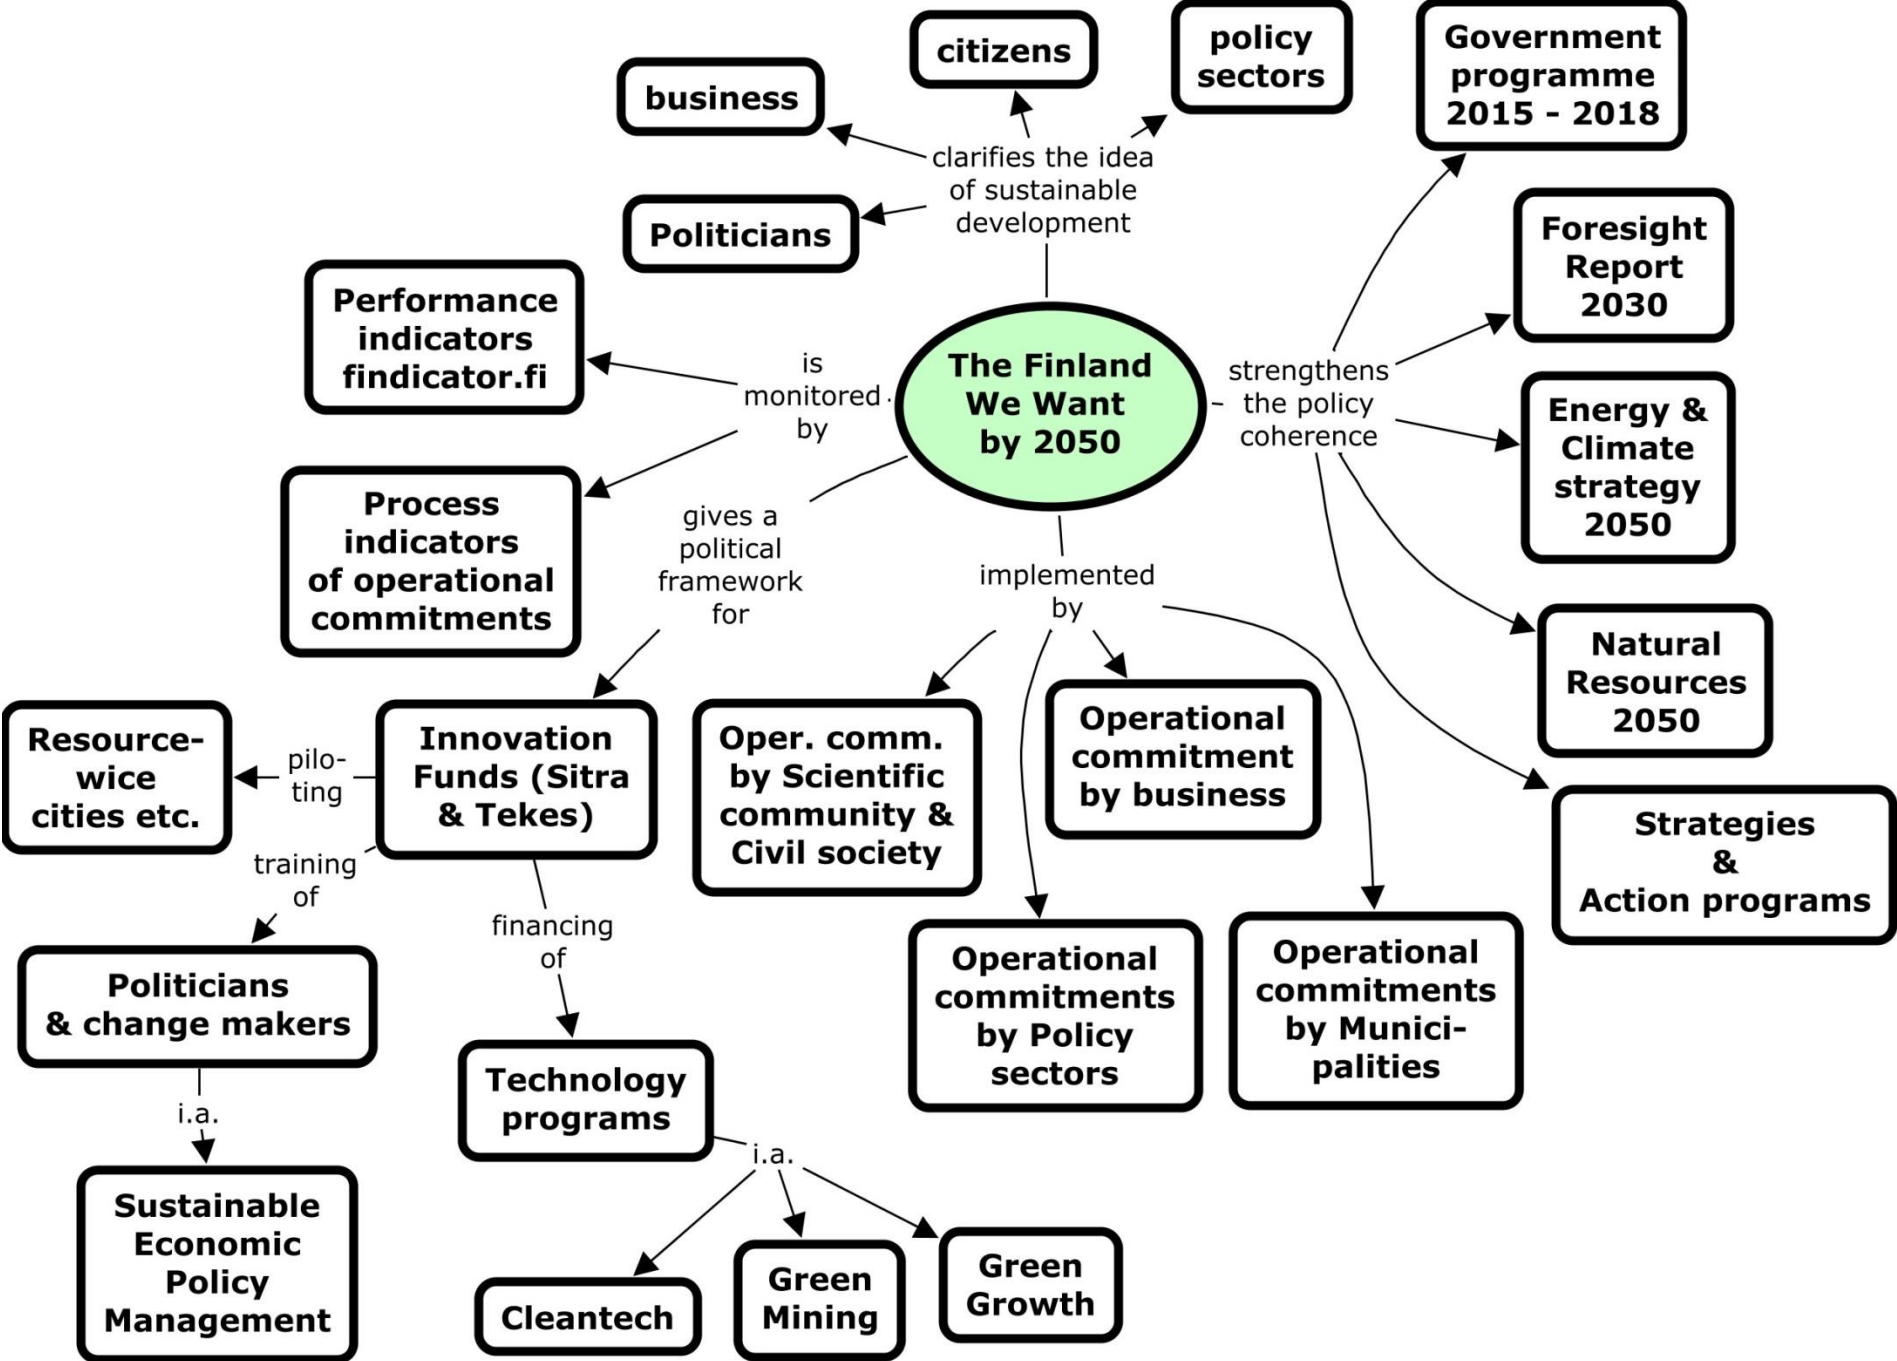 citizens
policy
sectors
Government
programme
2015 - 2018
business
clarifies the idea
of sustainable
development
Politicians
Foresight
Report
2030
Performance
indicators
findicator.fi
is
monitored
by
The Finland
We Want
by 2050
strengthens
the policy
coherence
Energy &
Climate
strategy
2050
Process
indicators
of operational
commitments
gives a
political
framework
for
implemented
by
Natural
Resources
2050
Resource-
wice
cities etc.
pilo-
ting
Innovation
Funds (Sitra
& Tekes)
Oper. comm.
by Scientific
community &
Civil society
Operational
commitment
by business
Strategies
&
Action programs
training
of
financing
of
Politicians
& change makers
Operational
commitments
by Policy
sectors
Operational
commitments
by Munici-
palities
Technology
programs
i.a.
i.a.
Sustainable
Economic
Policy
Management
Cleantech
Green
Mining
Green
Growth